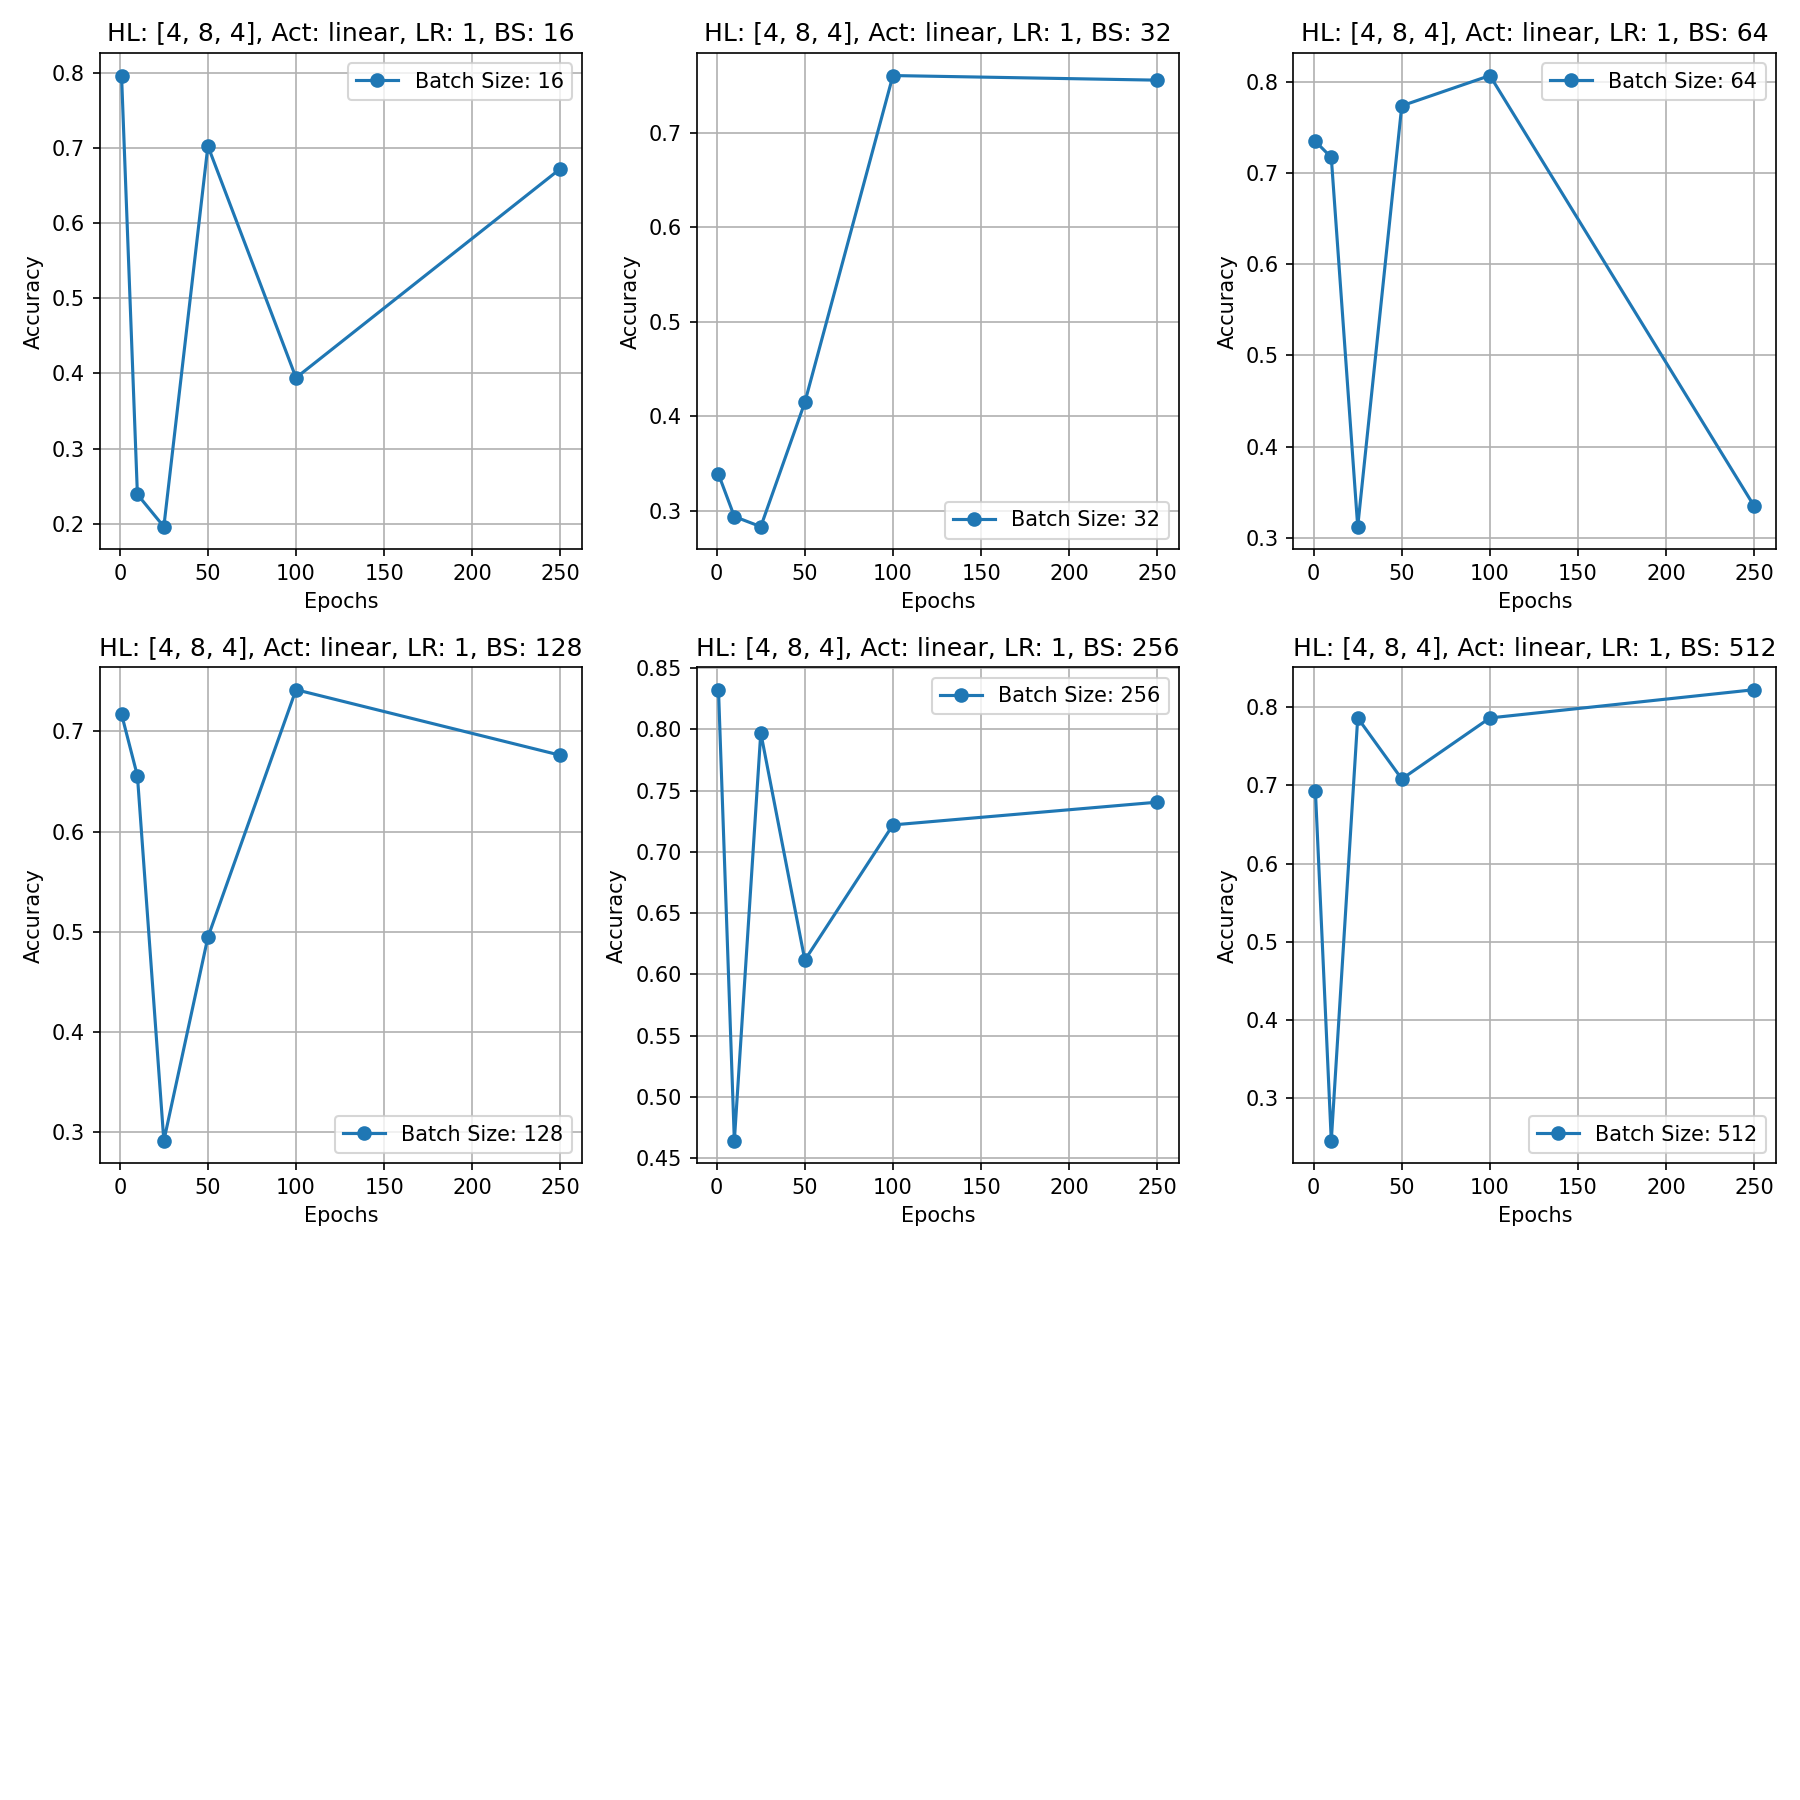 HL: [4, 8, 4], Act: linear, LR: 1, BS: 16
Batch Size: 16
Accuracy
0.8
0.7
0.6
0.5
0.4
0.3
0.2
0 50 100 150 200 250
Epochs
HL: [4, 8, 4], Act: linear, LR: 1, BS: 32
Batch Size: 32
Accuracy
0.7
0.6
0.5
0.4
0.3
0 50 100 150 200 250
Epochs
HL: [4, 8, 4], Act: linear, LR: 1, BS: 64
Batch Size: 64
Accuracy
0.8
0.7
0.6
0.5
0.4
0.3
0 50 100 150 200 250
Epochs
HL: [4, 8, 4], Act: linear, LR: 1, BS: 128
Batch Size: 128
Accuracy
0.7
0.6
0.5
0.4
0.3
0 50 100 150 200 250
Epochs
HL: [4, 8, 4], Act: linear, LR: 1, BS: 256
Batch Size: 256
Accuracy
0.85
0.80
0.75
0.70
0.65
0.60
0.55
0.50
0.45
0 50 100 150 200 250
Epochs
HL: [4, 8, 4], Act: linear, LR: 1, BS: 512
Batch Size: 512
Accuracy
0.8
0.7
0.6
0.5
0.4
0.3
0 50 100 150 200 250
Epochs